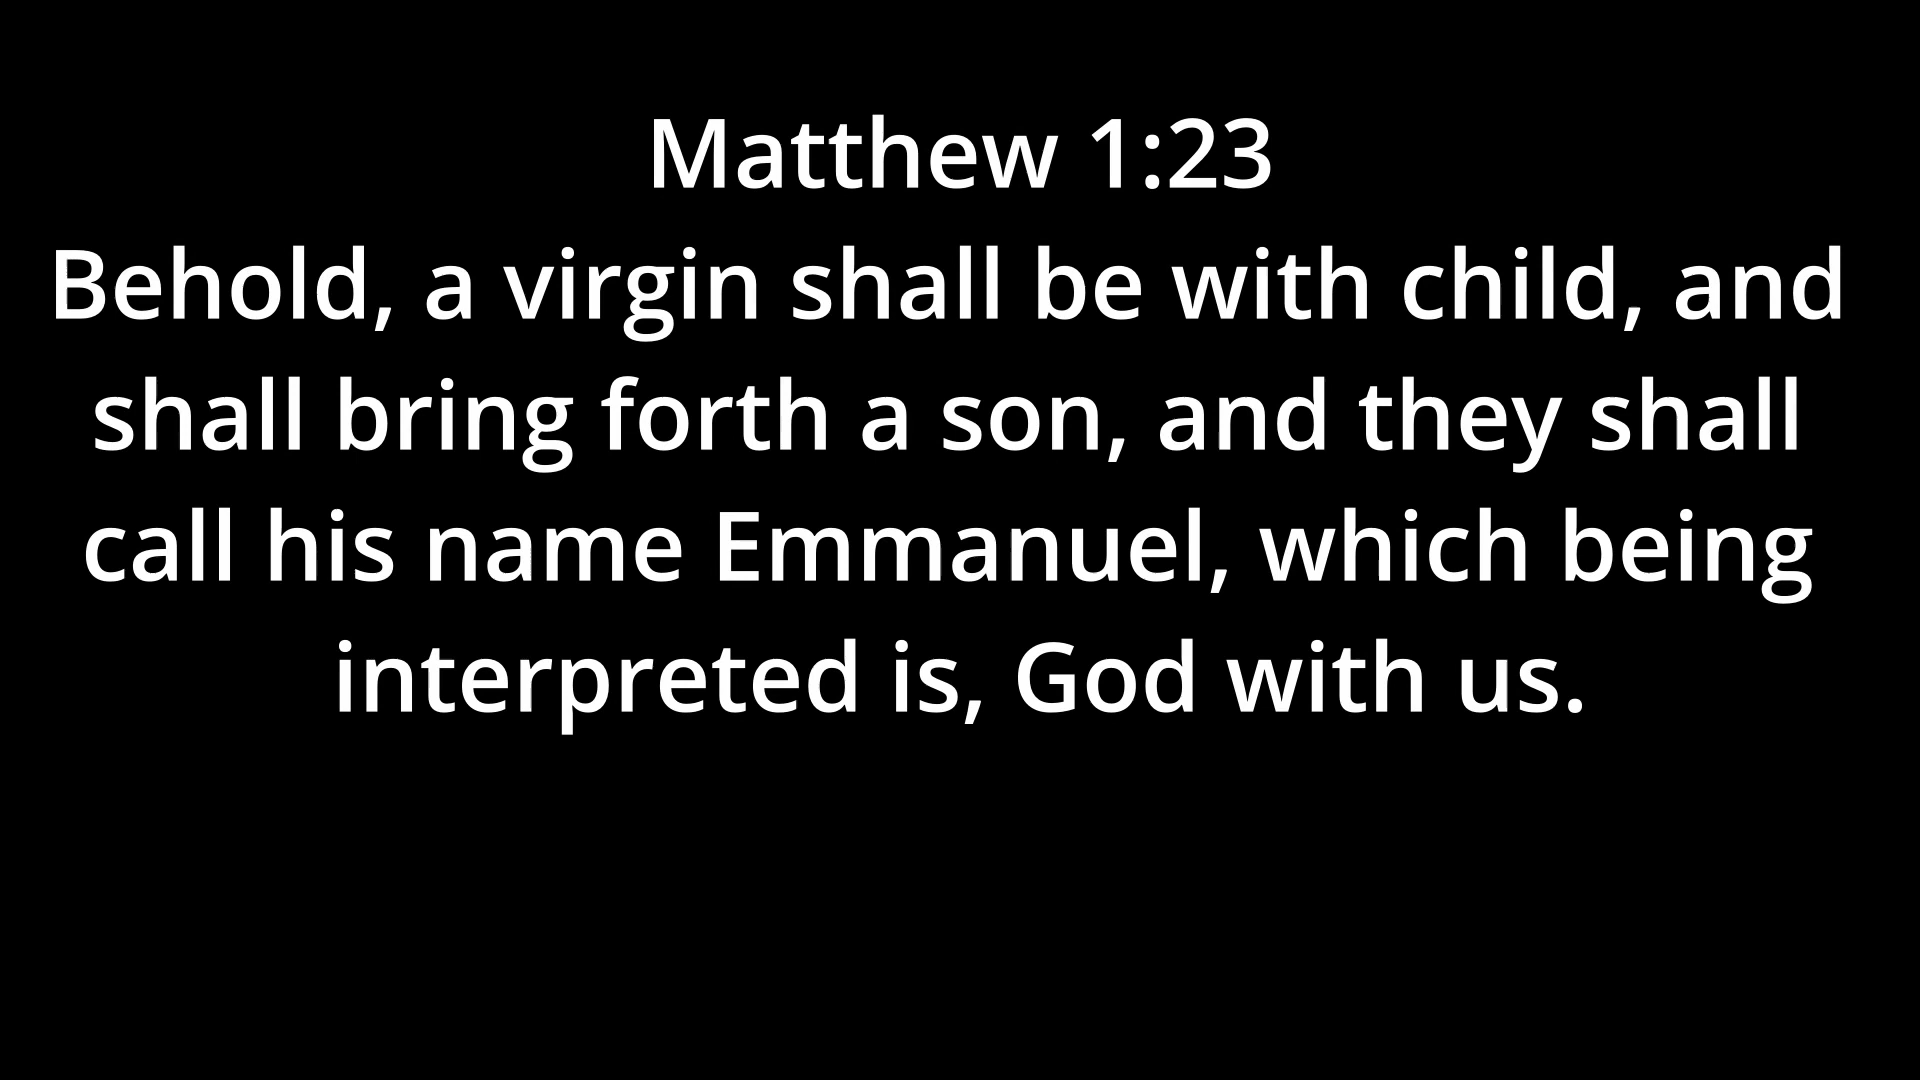 Matthew 1:23
Behold, a virgin shall be with child, and
shall bring forth a son, and they shall
call his name Emmanuel, which being
interpreted is, God with us.